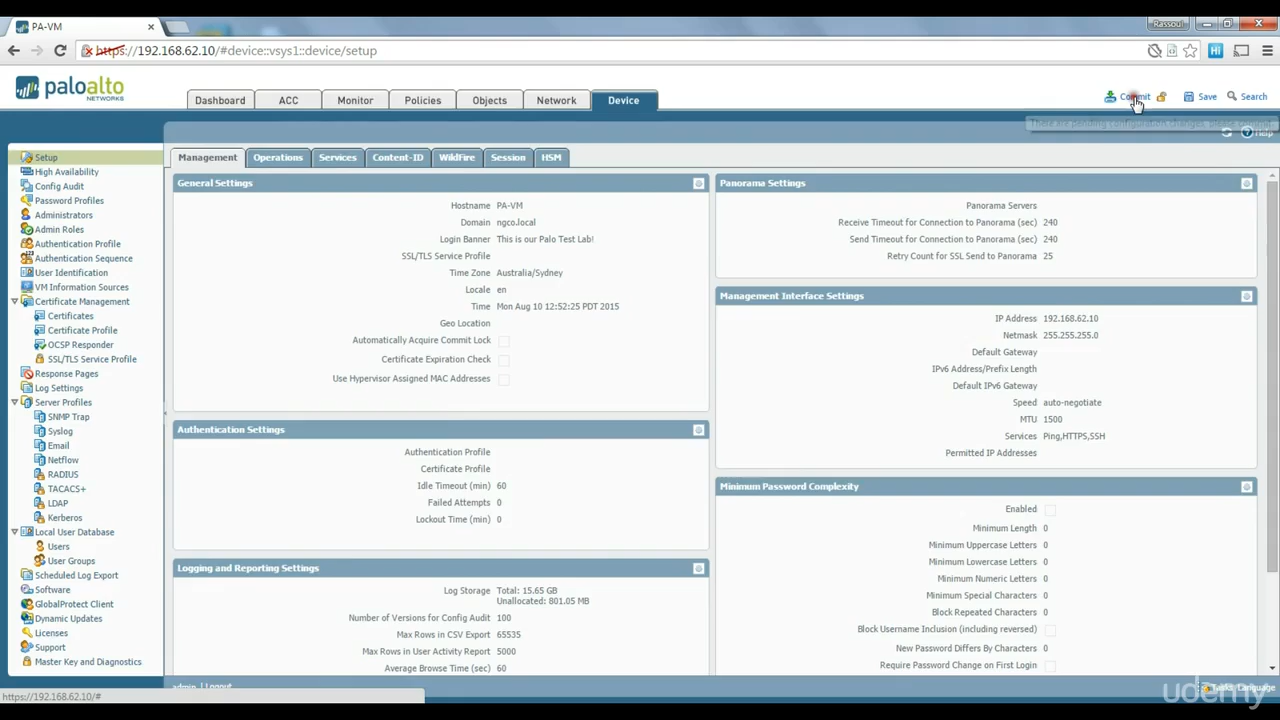 PA-VM
Rassoul
https://192.168.62.10/#device::vsys1::device/setup
paloalto
NETWORKS
Dashboard
ACC
Monitor
Policies
Objects
Network
Device
Commit
Save
Search
There are pending configuration changes, please commit
Help
Setup
High Availability
Config Audit
Password Profiles
Administrators
Admin Roles
Authentication Profile
Authentication Sequence
User Identification
VM Information Sources
Certificate Management
Certificates
Certificate Profile
OCSP Responder
SSL/TLS Service Profile
Response Pages
Log Settings
Server Profiles
SNMP Trap
Syslog
Email
Netflow
RADIUS
TACACS+
LDAP
Kerberos
Local User Database
Users
User Groups
Scheduled Log Export
Software
GlobalProtect Client
Dynamic Updates
Licenses
Support
Master Key and Diagnostics
Management
Operations
Services
Content-ID
WildFire
Session
HSM
General Settings
Hostname PA-VM
Domain ngco.local
Login Banner This is our Palo Test Lab!
SSL/TLS Service Profile
Time Zone Australia/Sydney
Locale en
Time Mon Aug 10 12:52:25 PDT 2015
Geo Location
Automatically Acquire Commit Lock
Certificate Expiration Check
Use Hypervisor Assigned MAC Addresses
Authentication Settings
Authentication Profile
Certificate Profile
Idle Timeout (min) 60
Failed Attempts 0
Lockout Time (min) 0
Logging and Reporting Settings
Log Storage Total: 15.65 GB
Unallocated: 801.05 MB
Number of Versions for Config Audit 100
Max Rows in CSV Export 65535
Max Rows in User Activity Report 5000
Average Browse Time (sec) 60
Panorama Settings
Panorama Servers
Receive Timeout for Connection to Panorama (sec) 240
Send Timeout for Connection to Panorama (sec) 240
Retry Count for SSL Send to Panorama 25
Management Interface Settings
IP Address 192.168.62.10
Netmask 255.255.255.0
Default Gateway
IPv6 Address/Prefix Length
Default IPv6 Gateway
Speed auto-negotiate
MTU 1500
Services Ping,HTTPS,SSH
Permitted IP Addresses
Minimum Password Complexity
Enabled
Minimum Length 0
Minimum Uppercase Letters 0
Minimum Lowercase Letters 0
Minimum Numeric Letters 0
Minimum Special Characters 0
Block Repeated Characters 0
Block Username Inclusion (including reversed)
New Password Differs By Characters 0
Require Password Change on First Login
admin | Logout
Tasks
Language
https://192.168.62.10/#
udemy